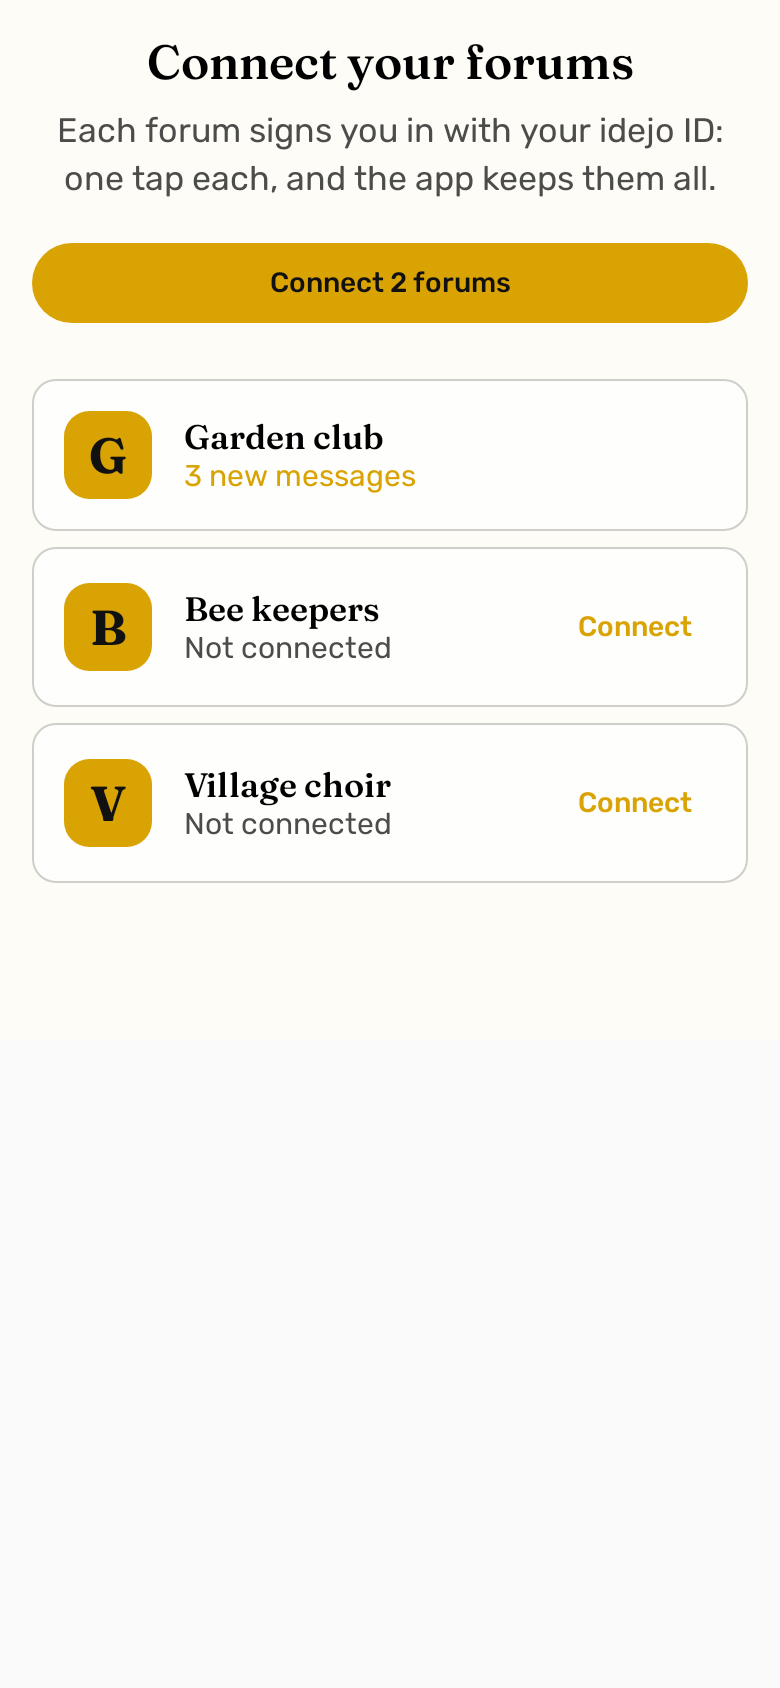 Connect your forums
Each forum signs you in with your idejo ID:
one tap each, and the app keeps them all.
Connect 2 forums
G
Garden club
3 new messages
B
Bee keepers
Not connected
Connect
V
Village choir
Not connected
Connect